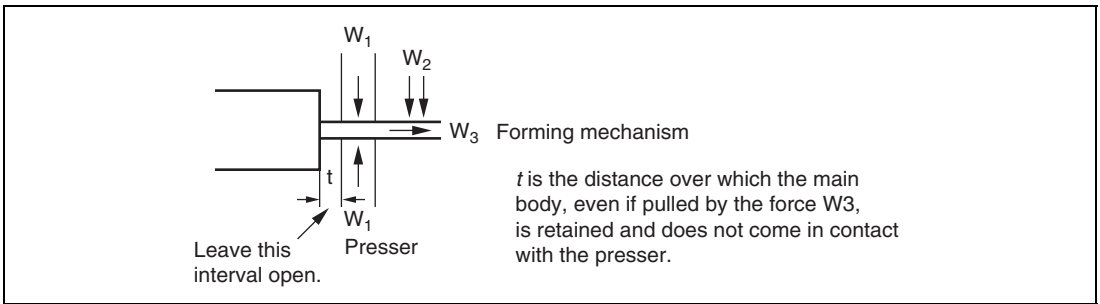 W₁
W₂
W₃ Forming mechanism
t
t is the distance over which the main
body, even if pulled by the force W3,
is retained and does not come in contact
with the presser.
W₁
Presser
Leave this
interval open.